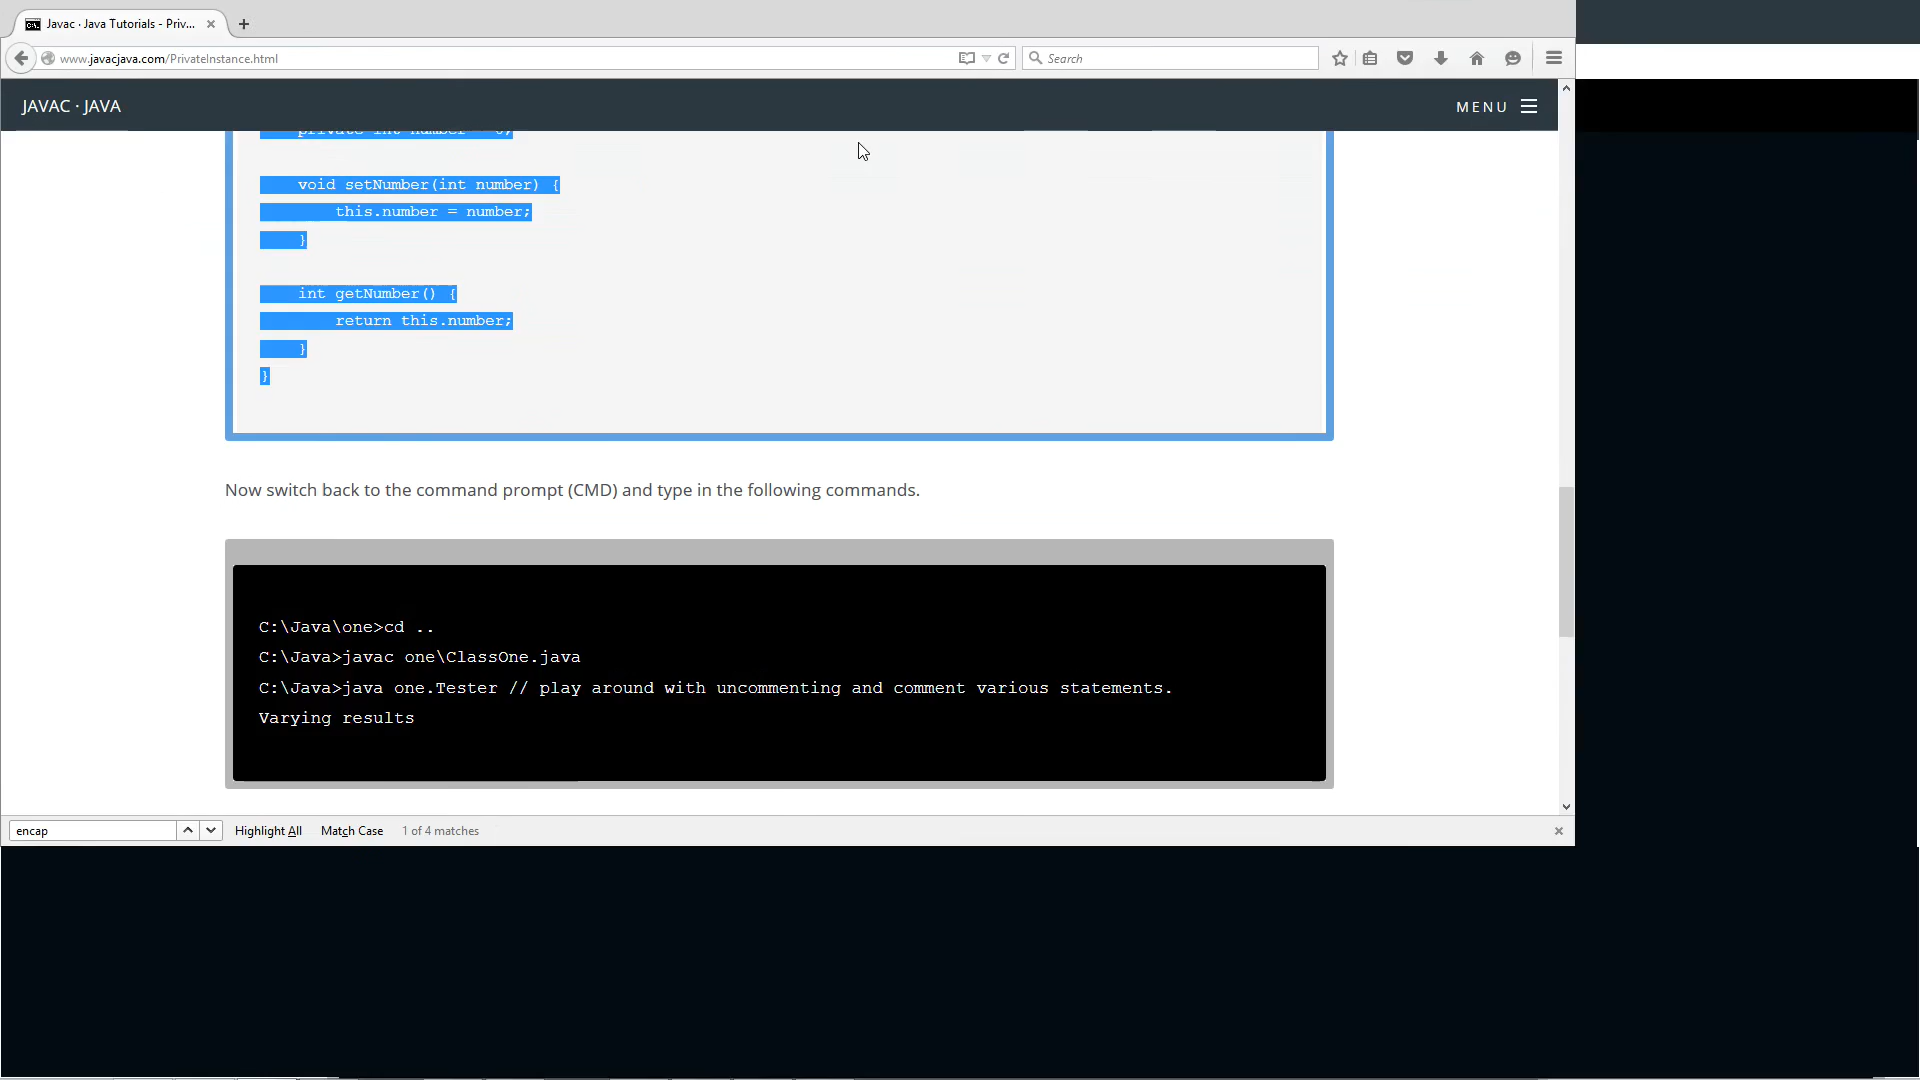 Javac · Java Tutorials - Priv...
www.javacjava.com/PrivateInstance.html
Search
JAVAC · JAVA
MENU
private int number = 0;
void setNumber(int number) {
this.number = number;
}
int getNumber() {
return this.number;
}
}
Now switch back to the command prompt (CMD) and type in the following commands.
C:\Java\one>cd ..
C:\Java>javac one\ClassOne.java
C:\Java>java one.Tester // play around with uncommenting and comment various statements.
Varying results
encap
Highlight All
Match Case
1 of 4 matches